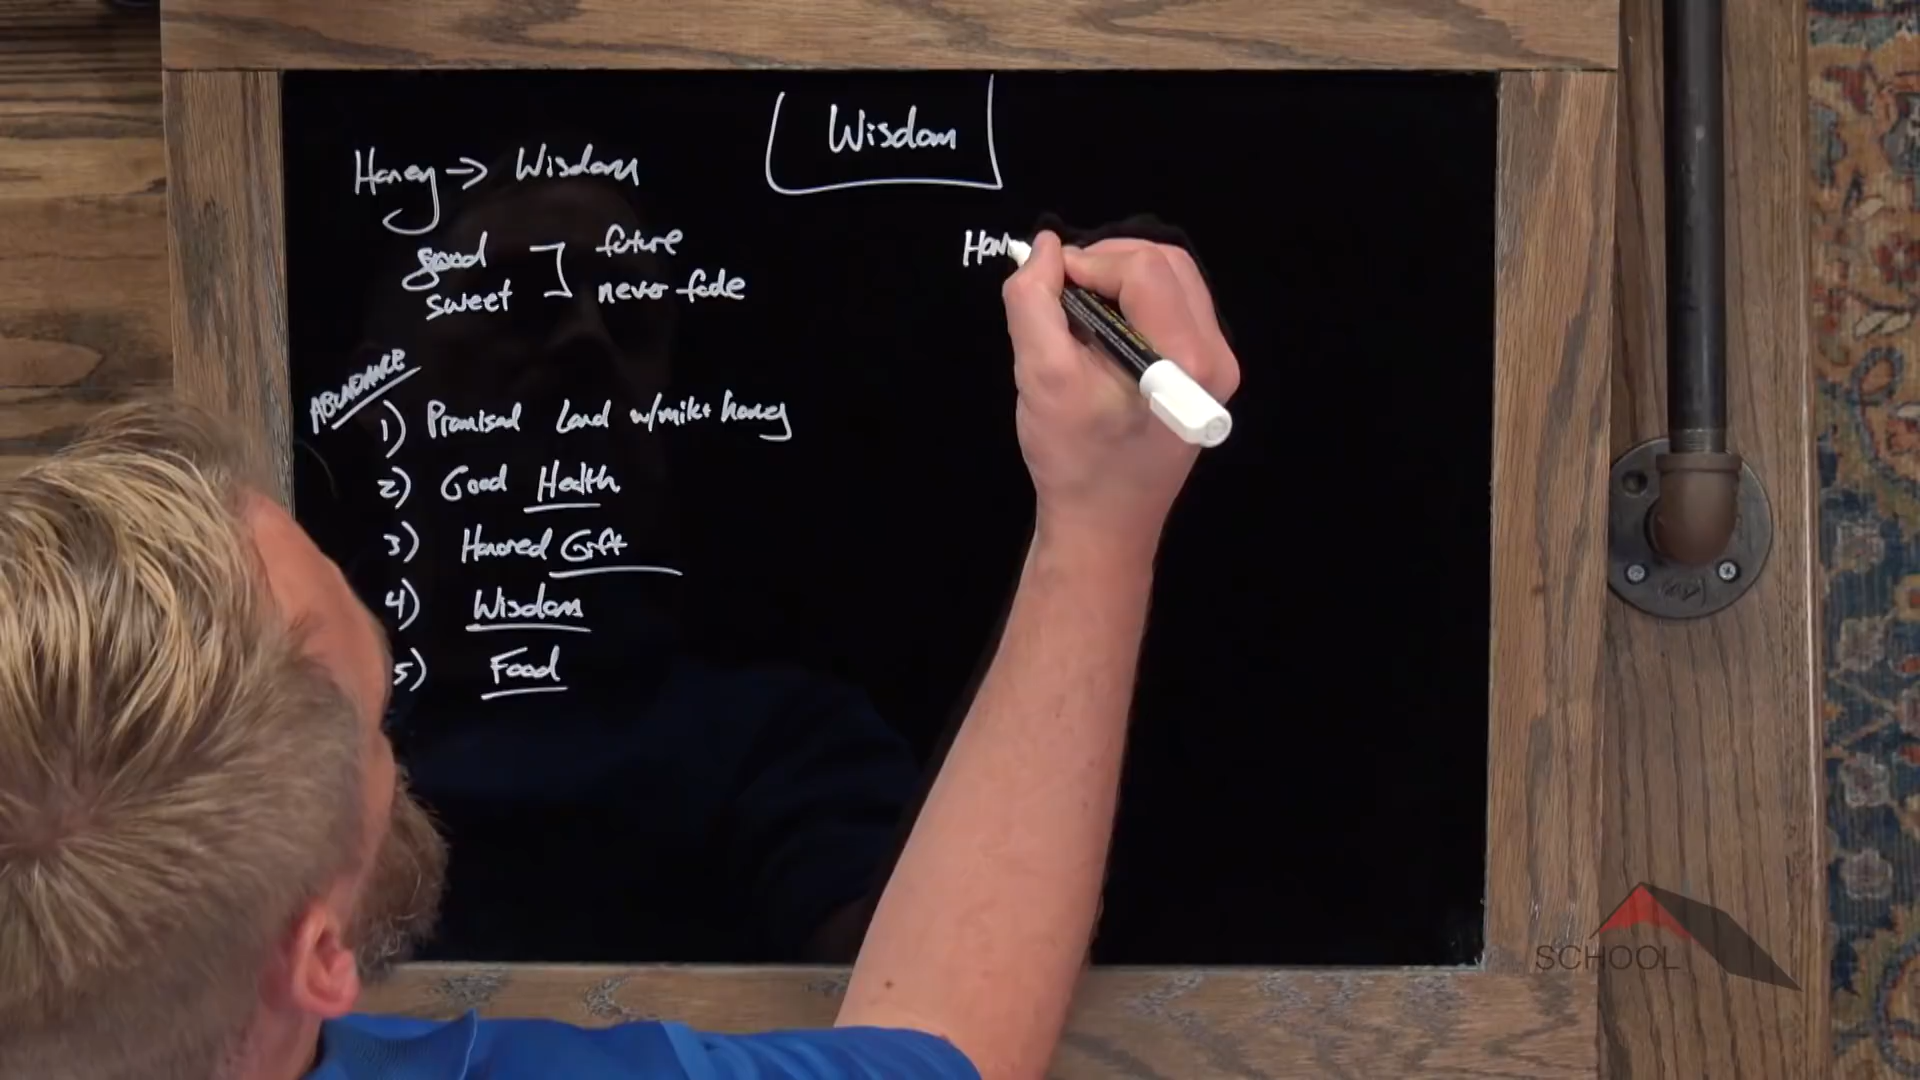 Wisdom
Honey → Wisdom
good ] future
sweet never fade
ABUNDANCE
1) Promised Land w/milk + honey
2) Good Health
3) Honored Gift
4) Wisdom
5) Food
Hon
SCHOOL